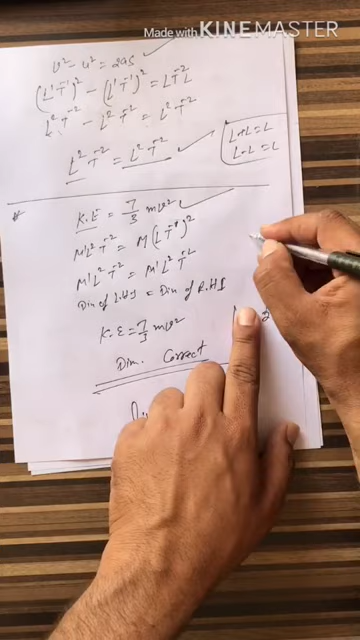 Made with KINEMASTER
v² - u² = 2as
(L¹T⁻¹)² - (L¹T⁻¹)² = LT⁻²L
L²T⁻² - L²T⁻² = L²T⁻²
L²T⁻² = L²T⁻²
L+L=L
L-L=L
* K.E = 7/3 mv²
M¹L²T⁻² = M(LT⁻¹)²
M¹L²T⁻² = M¹L²T⁻²
Dim of L.H.S = Dim of R.H.S
K.E = 7/3 mv²
Dim. Correct